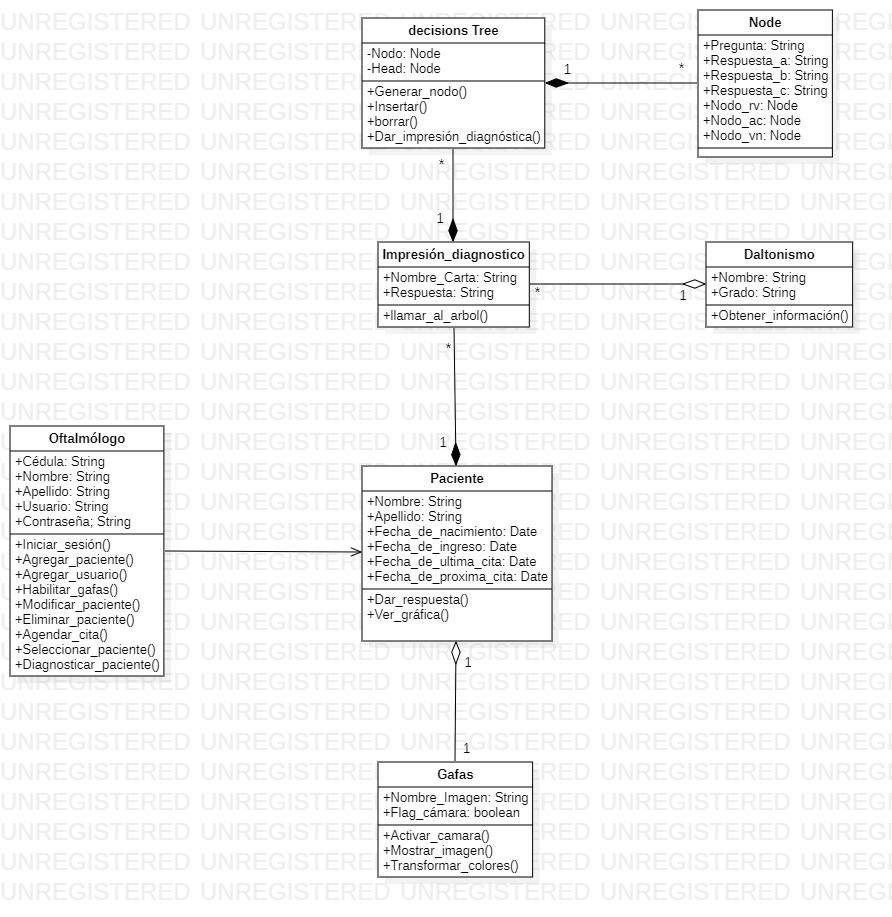 decisions Tree
-Nodo: Node
-Head: Node
+Generar_nodo()
+Insertar()
+borrar()
+Dar_impresión_diagnóstica()
1
*
Node
+Pregunta: String
+Respuesta_a: String
+Respuesta_b: String
+Respuesta_c: String
+Nodo_rv: Node
+Nodo_ac: Node
+Nodo_vn: Node
*
1
Impresión_diagnostico
+Nombre_Carta: String
+Respuesta: String
+llamar_al_arbol()
*
1
Daltonismo
+Nombre: String
+Grado: String
+Obtener_información()
*
1
Oftalmólogo
+Cédula: String
+Nombre: String
+Apellido: String
+Usuario: String
+Contraseña; String
+Iniciar_sesión()
+Agregar_paciente()
+Agregar_usuario()
+Habilitar_gafas()
+Modificar_paciente()
+Eliminar_paciente()
+Agendar_cita()
+Seleccionar_paciente()
+Diagnosticar_paciente()
Paciente
+Nombre: String
+Apellido: String
+Fecha_de_nacimiento: Date
+Fecha_de_ingreso: Date
+Fecha_de_ultima_cita: Date
+Fecha_de_proxima_cita: Date
+Dar_respuesta()
+Ver_gráfica()
1
1
Gafas
+Nombre_Imagen: String
+Flag_cámara: boolean
+Activar_camara()
+Mostrar_imagen()
+Transformar_colores()
UNREGISTERED